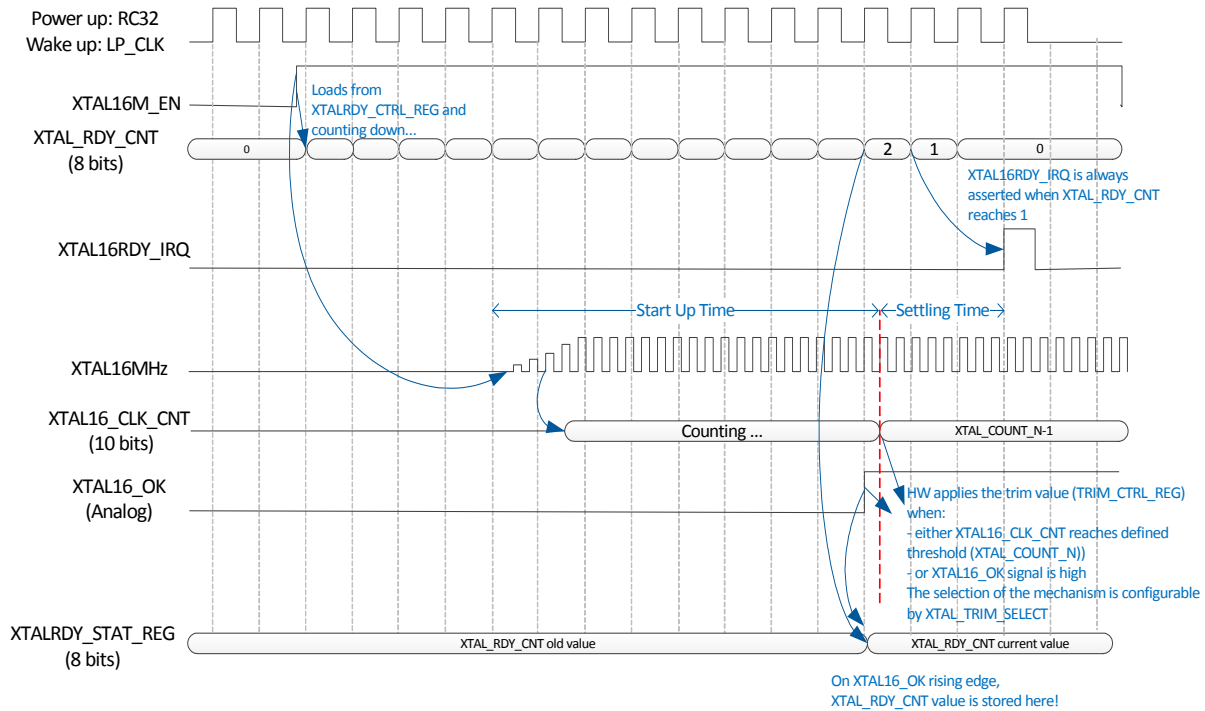 Power up: RC32
Wake up: LP_CLK
XTAL16M_EN
Loads from
XTALRDY_CTRL_REG and
counting down...
XTAL_RDY_CNT
(8 bits)
0
2
1
0
XTAL16RDY_IRQ is always
asserted when XTAL_RDY_CNT
reaches 1
XTAL16RDY_IRQ
Start Up Time
Settling Time
XTAL16MHz
XTAL16_CLK_CNT
(10 bits)
Counting ...
XTAL_COUNT_N-1
XTAL16_OK
(Analog)
HW applies the trim value (TRIM_CTRL_REG)
when:
- either XTAL16_CLK_CNT reaches defined
threshold (XTAL_COUNT_N))
- or XTAL16_OK signal is high
The selection of the mechanism is configurable
by XTAL_TRIM_SELECT
XTALRDY_STAT_REG
(8 bits)
XTAL_RDY_CNT old value
XTAL_RDY_CNT current value
On XTAL16_OK rising edge,
XTAL_RDY_CNT value is stored here!